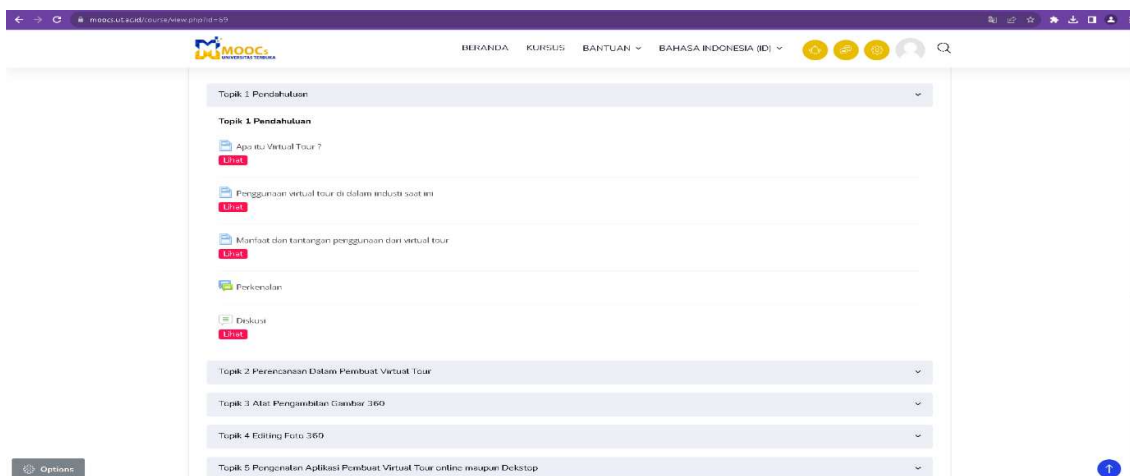 moocs.ut.ac.id/course/view.php?id=69
MOOCs
UNIVERSITAS TERBUKA
BERANDA KURSUS BANTUAN BAHASA INDONESIA (ID)
Topik 1 Pendahuluan
Topik 1 Pendahuluan
Apa itu Virtual Tour ?
Lihat
Penggunaan virtual tour di dalam industi saat ini
Lihat
Manfaat dan tantangan penggunaan dari virtual tour
Lihat
Perkenalan
Diskusi
Lihat
Topik 2 Perencanaan Dalam Pembuat Virtual Tour
Topik 3 Alat Pengambilan Gambar 360
Topik 4 Editing Foto 360
Topik 5 Pengenalan Aplikasi Pembuat Virtual Tour online maupun Dekstop
Options